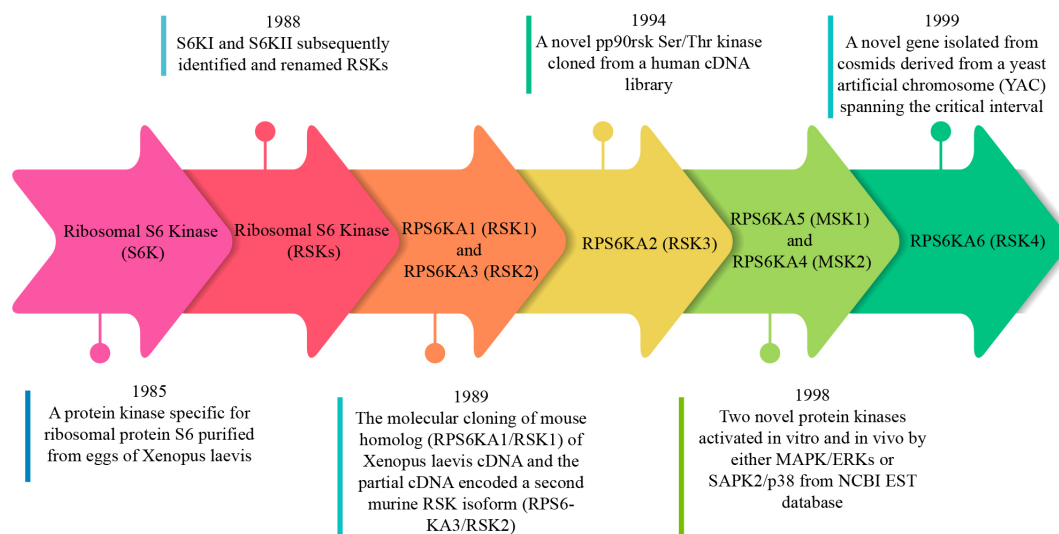 1988
S6KI and S6KII subsequently
identified and renamed RSKs
1994
A novel pp90rsk Ser/Thr kinase
cloned from a human cDNA
library
1999
A novel gene isolated from
cosmids derived from a yeast
artificial chromosome (YAC)
spanning the critical interval
Ribosomal S6 Kinase
(S6K)
Ribosomal S6 Kinase
(RSKs)
RPS6KA1 (RSK1)
and
RPS6KA3 (RSK2)
RPS6KA2 (RSK3)
RPS6KA5 (MSK1)
and
RPS6KA4 (MSK2)
RPS6KA6 (RSK4)
1985
A protein kinase specific for
ribosomal protein S6 purified
from eggs of Xenopus laevis
1989
The molecular cloning of mouse
homolog (RPS6KA1/RSK1) of
Xenopus laevis cDNA and the
partial cDNA encoded a second
murine RSK isoform (RPS6-
KA3/RSK2)
1998
Two novel protein kinases
activated in vitro and in vivo by
either MAPK/ERKs or
SAPK2/p38 from NCBI EST
database